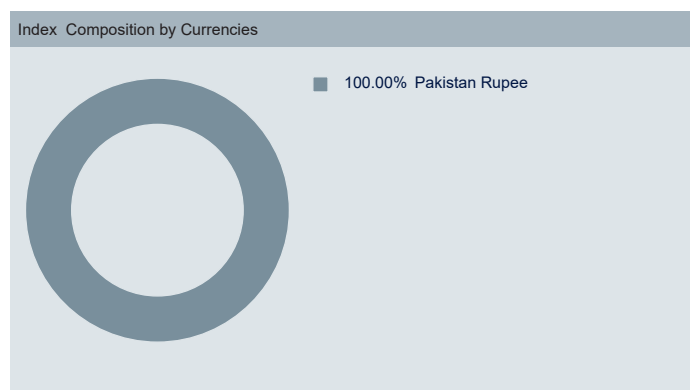 Index Composition by Currencies
100.00% Pakistan Rupee